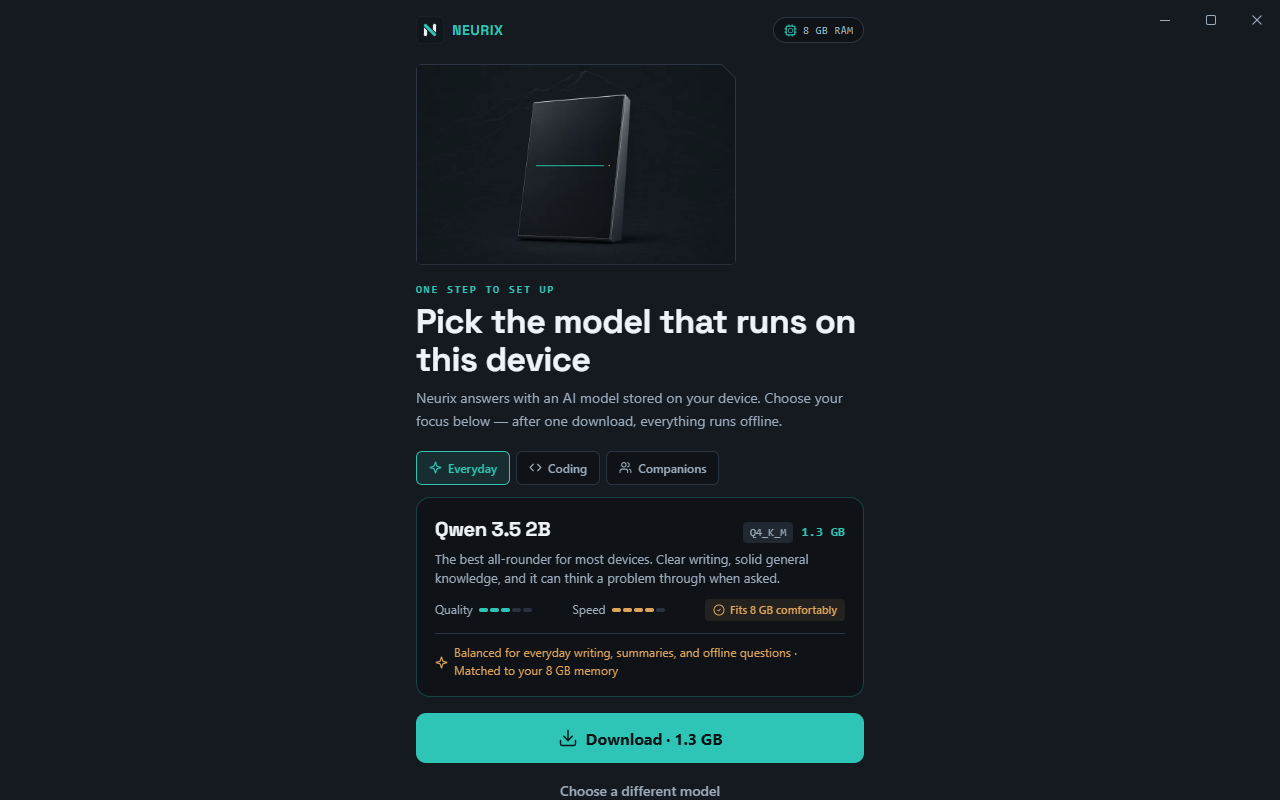 NEURIX
8 GB RAM
ONE STEP TO SET UP
Pick the model that runs on
this device
Neurix answers with an AI model stored on your device. Choose your
focus below — after one download, everything runs offline.
Everyday
Coding
Companions
Qwen 3.5 2B
Q4_K_M
1.3 GB
The best all-rounder for most devices. Clear writing, solid general
knowledge, and it can think a problem through when asked.
Quality
Speed
Fits 8 GB comfortably
Balanced for everyday writing, summaries, and offline questions ·
Matched to your 8 GB memory
Download · 1.3 GB
Choose a different model